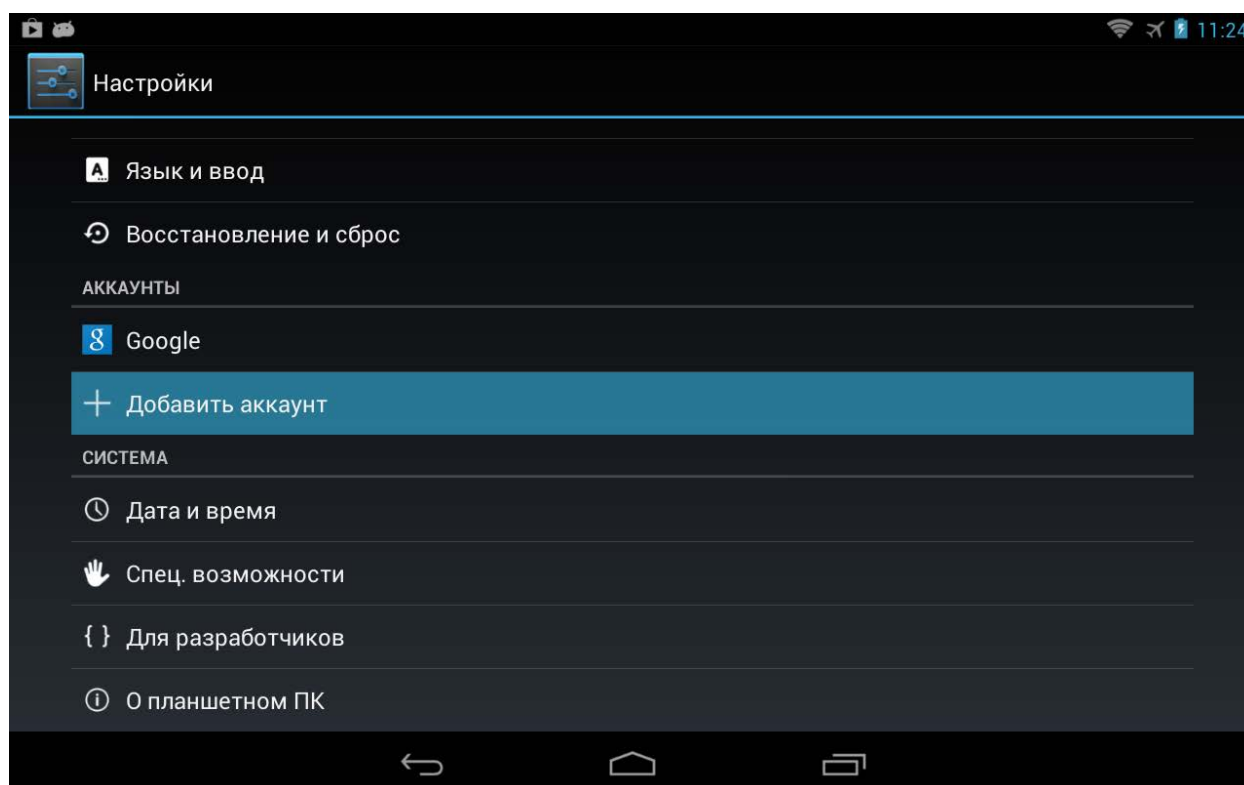 11:24
Настройки
Язык и ввод
Восстановление и сброс
АККАУНТЫ
Google
Добавить аккаунт
СИСТЕМА
Дата и время
Спец. возможности
{ } Для разработчиков
О планшетном ПК